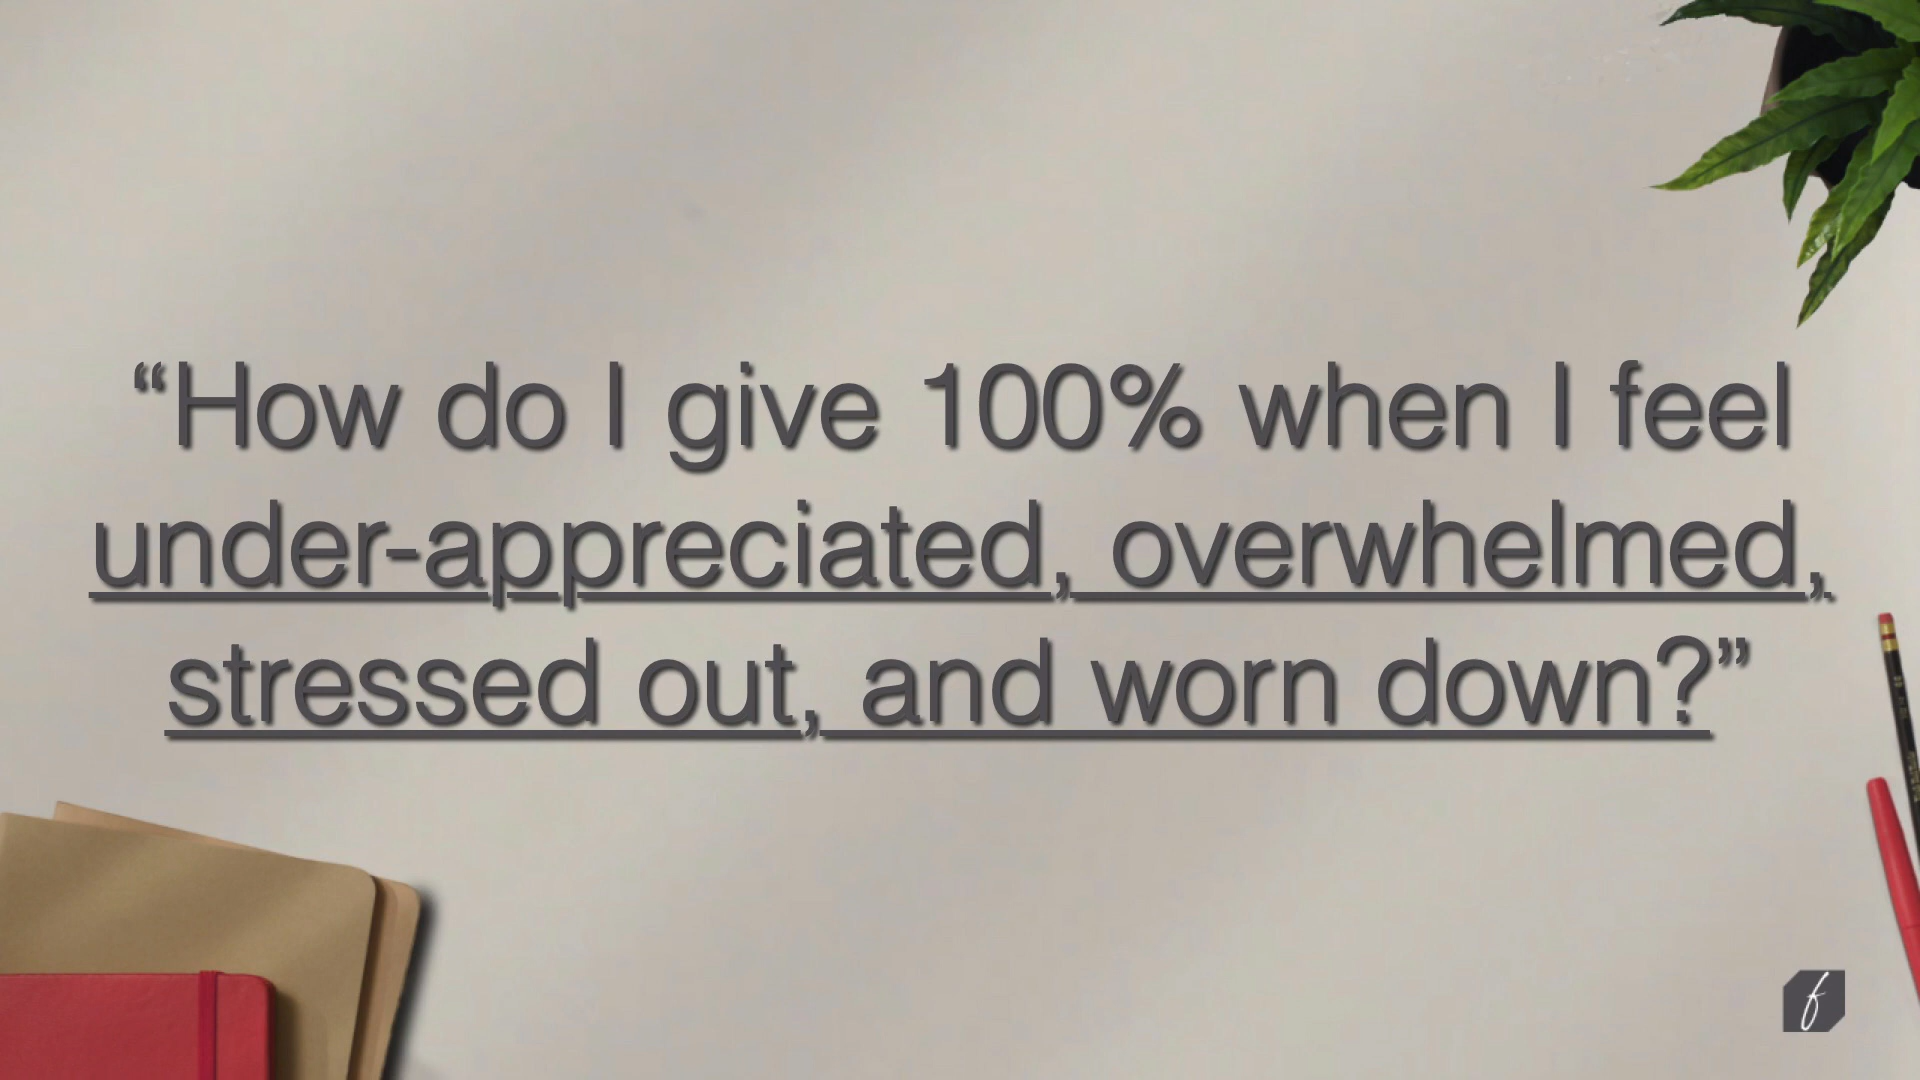 “How do I give 100% when I feel
under-appreciated, overwhelmed,
stressed out, and worn down?”
f